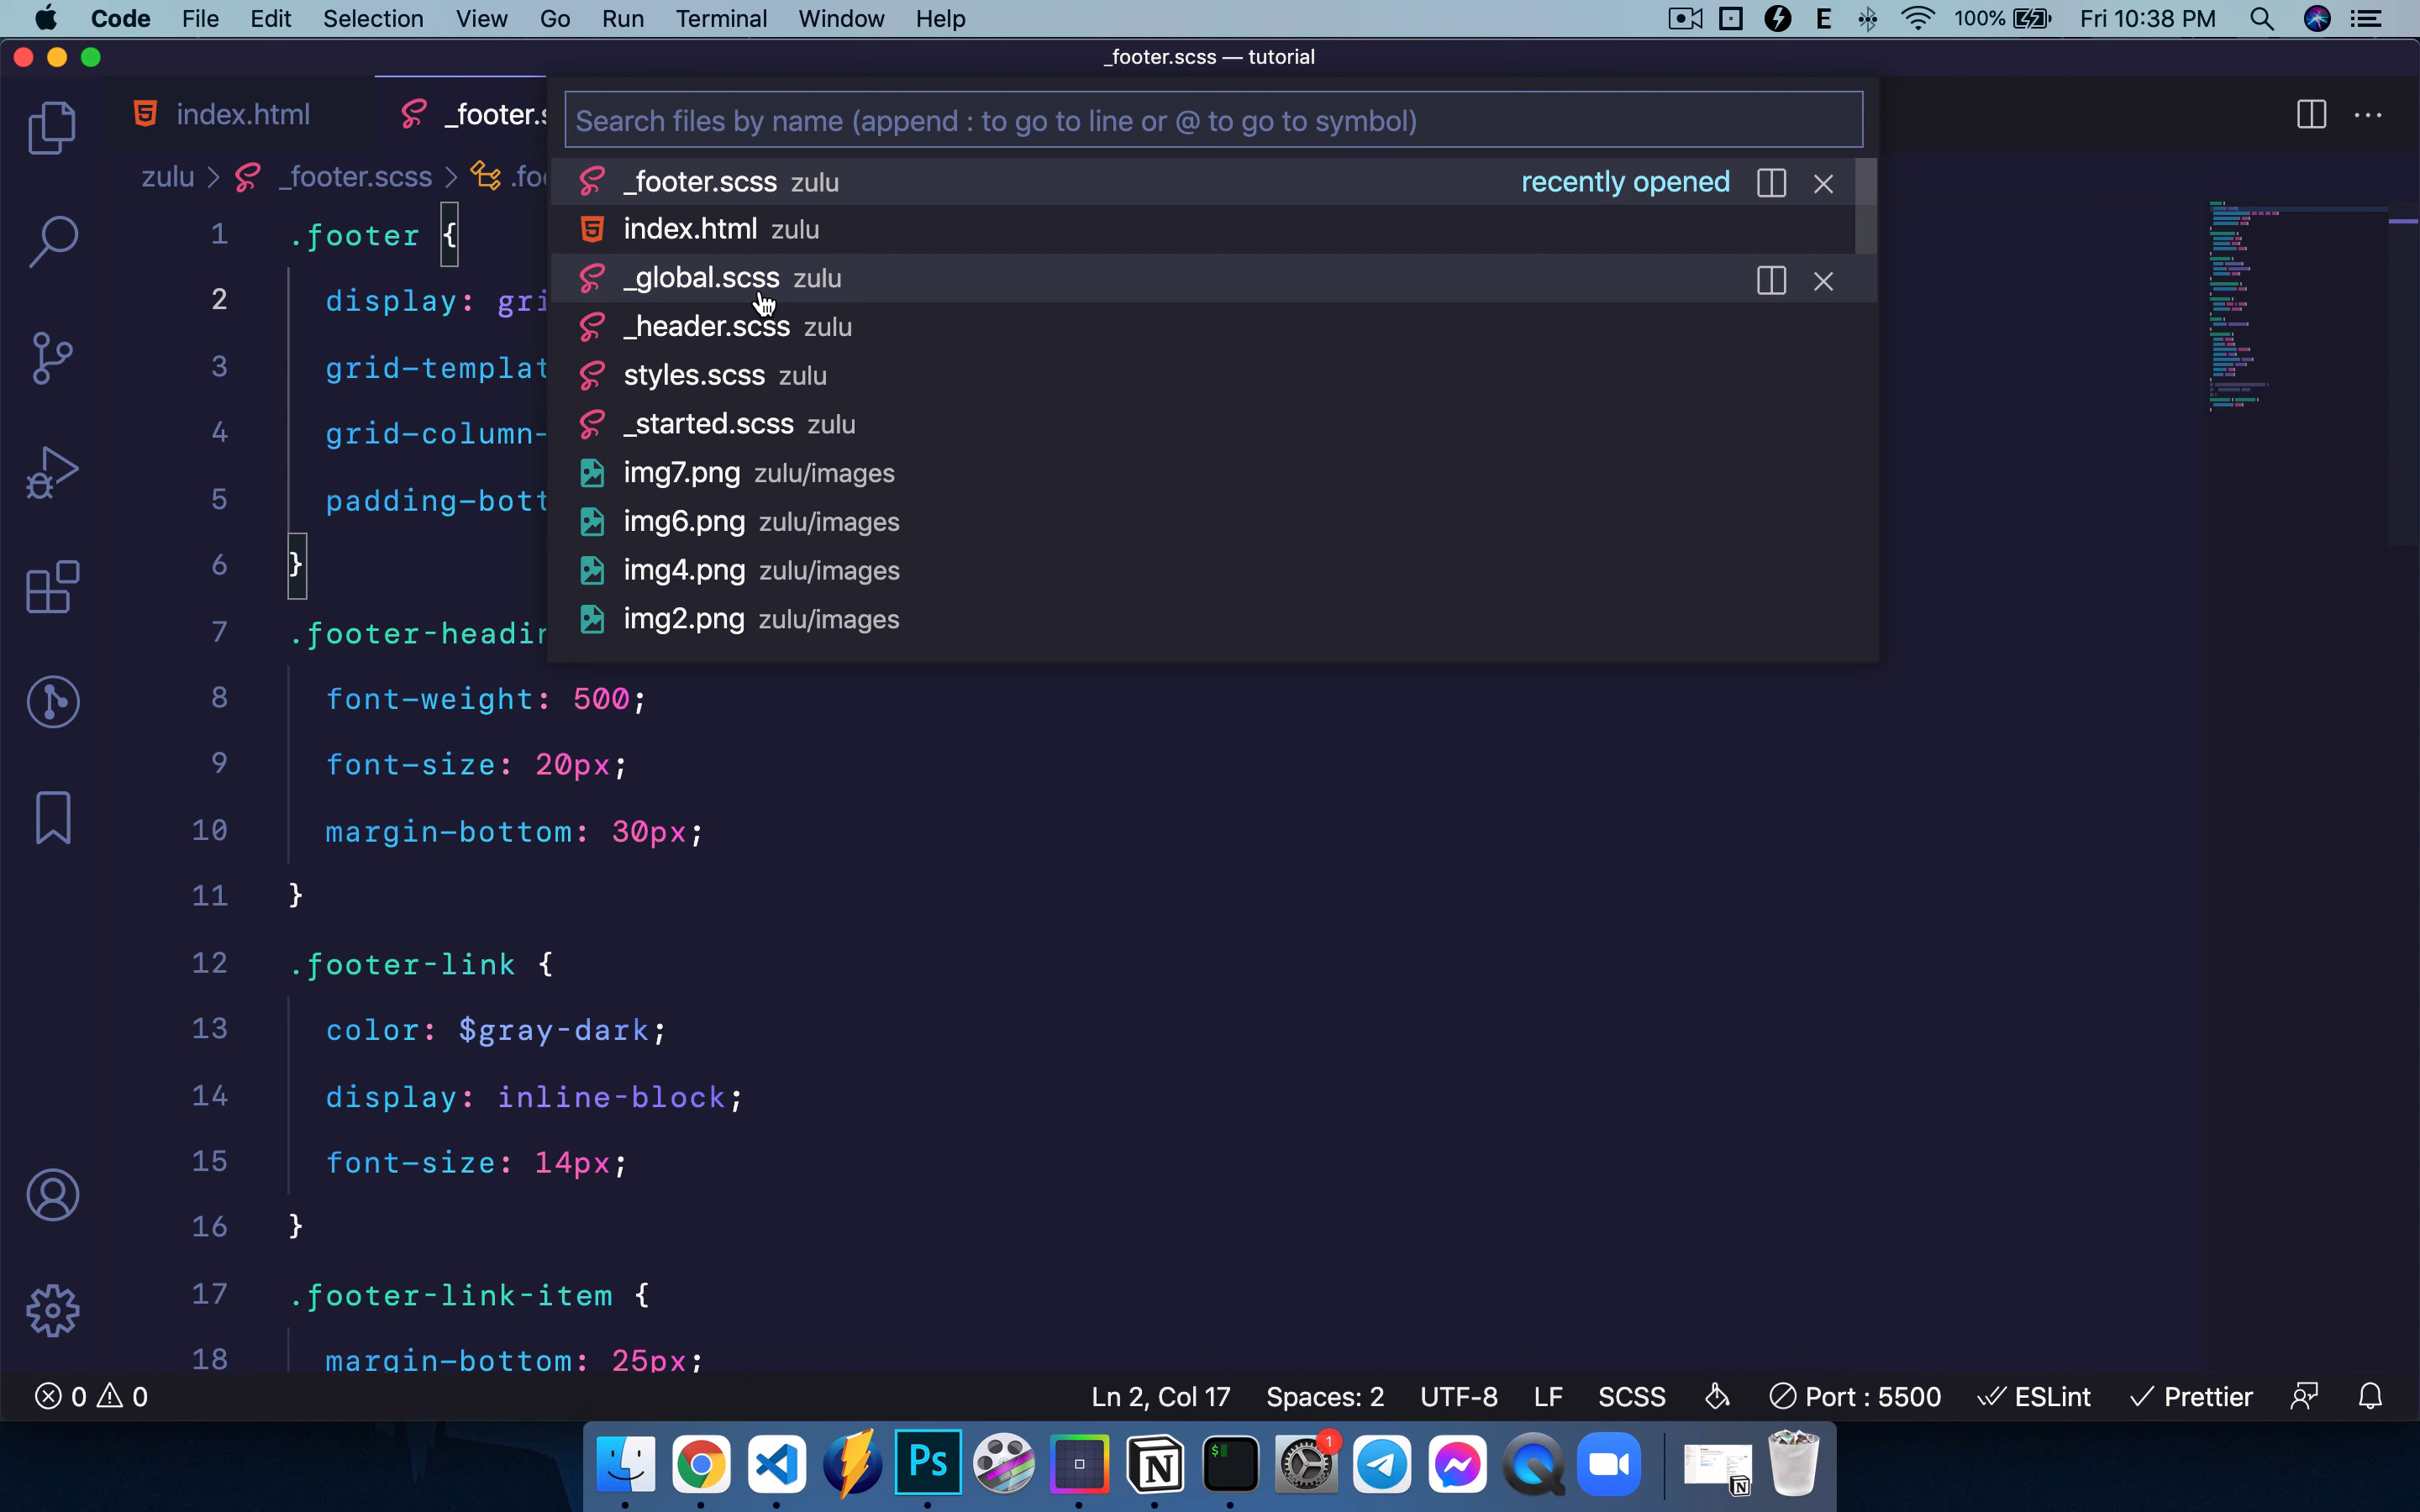 Code File Edit Selection View Go Run Terminal Window Help E 100% Fri 10:38 PM
_footer.scss — tutorial
index.html _footer.s
Search files by name (append : to go to line or @ to go to symbol)
zulu > _footer.scss > .foo
_footer.scss zulu recently opened
index.html zulu
_global.scss zulu
_header.scss zulu
styles.scss zulu
_started.scss zulu
img7.png zulu/images
img6.png zulu/images
img4.png zulu/images
img2.png zulu/images
1 .footer {
2 display: gri
3 grid-templat
4 grid-column-
5 padding-bott
6 }
7 .footer-headin
8 font-weight: 500;
9 font-size: 20px;
10 margin-bottom: 30px;
11 }
12 .footer-link {
13 color: $gray-dark;
14 display: inline-block;
15 font-size: 14px;
16 }
17 .footer-link-item {
18 margin-bottom: 25px;
0 0 Ln 2, Col 17 Spaces: 2 UTF-8 LF SCSS Port : 5500 ESLint Prettier
Ps N $ 1